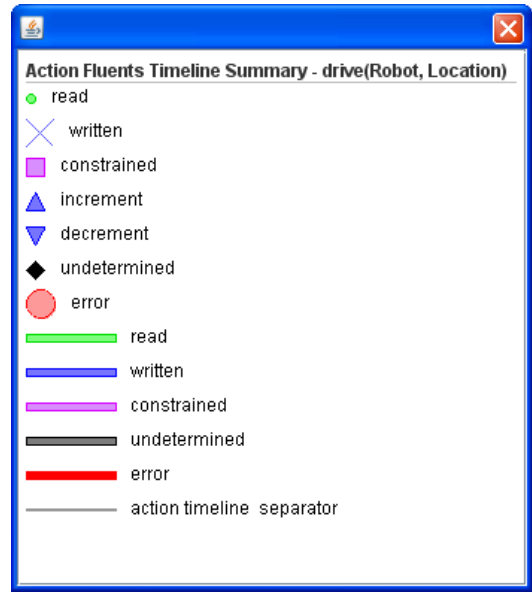 Action Fluents Timeline Summary - drive(Robot, Location)
read
written
constrained
increment
decrement
undetermined
error
read
written
constrained
undetermined
error
action timeline separator